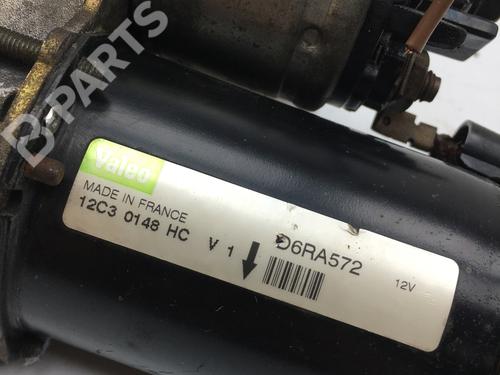 B-PARTS
Valeo
MADE IN FRANCE
12C3 0148 HC V 1 D6RA572 12V